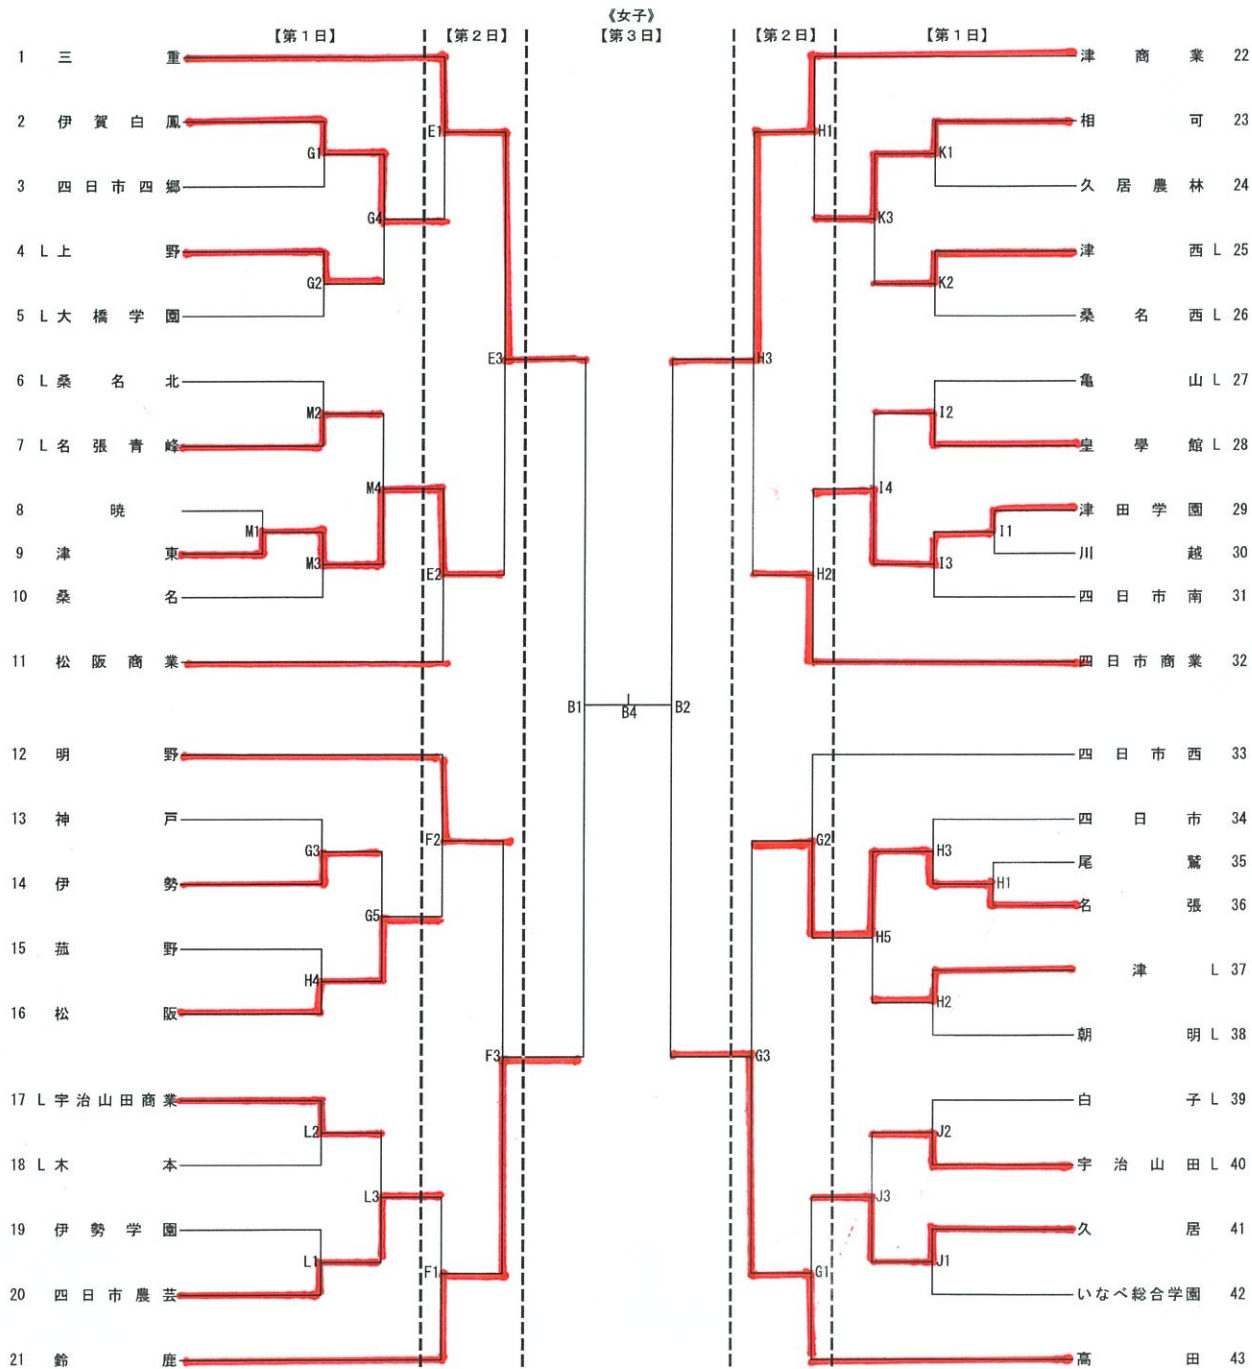 《女子》
【第1日】 【第2日】 【第3日】 【第2日】 【第1日】
1 三重
2 伊賀白鳳
3 四日市四郷
4 L 上野
5 L 大橋学園
6 L 桑名北
7 L 名張青峰
8 暁
9 津東
10 桑名
11 松阪商業
12 明野
13 神戸
14 伊勢
15 菰野
16 松阪
17 L 宇治山田商業
18 L 木本
19 伊勢学園
20 四日市農芸
21 鈴鹿
G1
G2
M2
M1
M3
G3
H4
L2
L1
G4
M4
G5
L3
E1
E2
F2
F1
E3
F3
B1
B4
B2
H3
G3
H1
H2
G2
G1
K3
I4
H5
J3
K1
K2
I2
I1
I3
H3
H1
H2
J2
J1
津商業 22
相可 23
久居農林 24
津西 L 25
桑名西 L 26
亀山 L 27
皇學館 L 28
津田学園 29
川越 30
四日市南 31
四日市商業 32
四日市西 33
四日市 34
尾鷲 35
名張 36
津 L 37
朝明 L 38
白子 L 39
宇治山田 L 40
久居 41
いなべ総合学園 42
高田 43